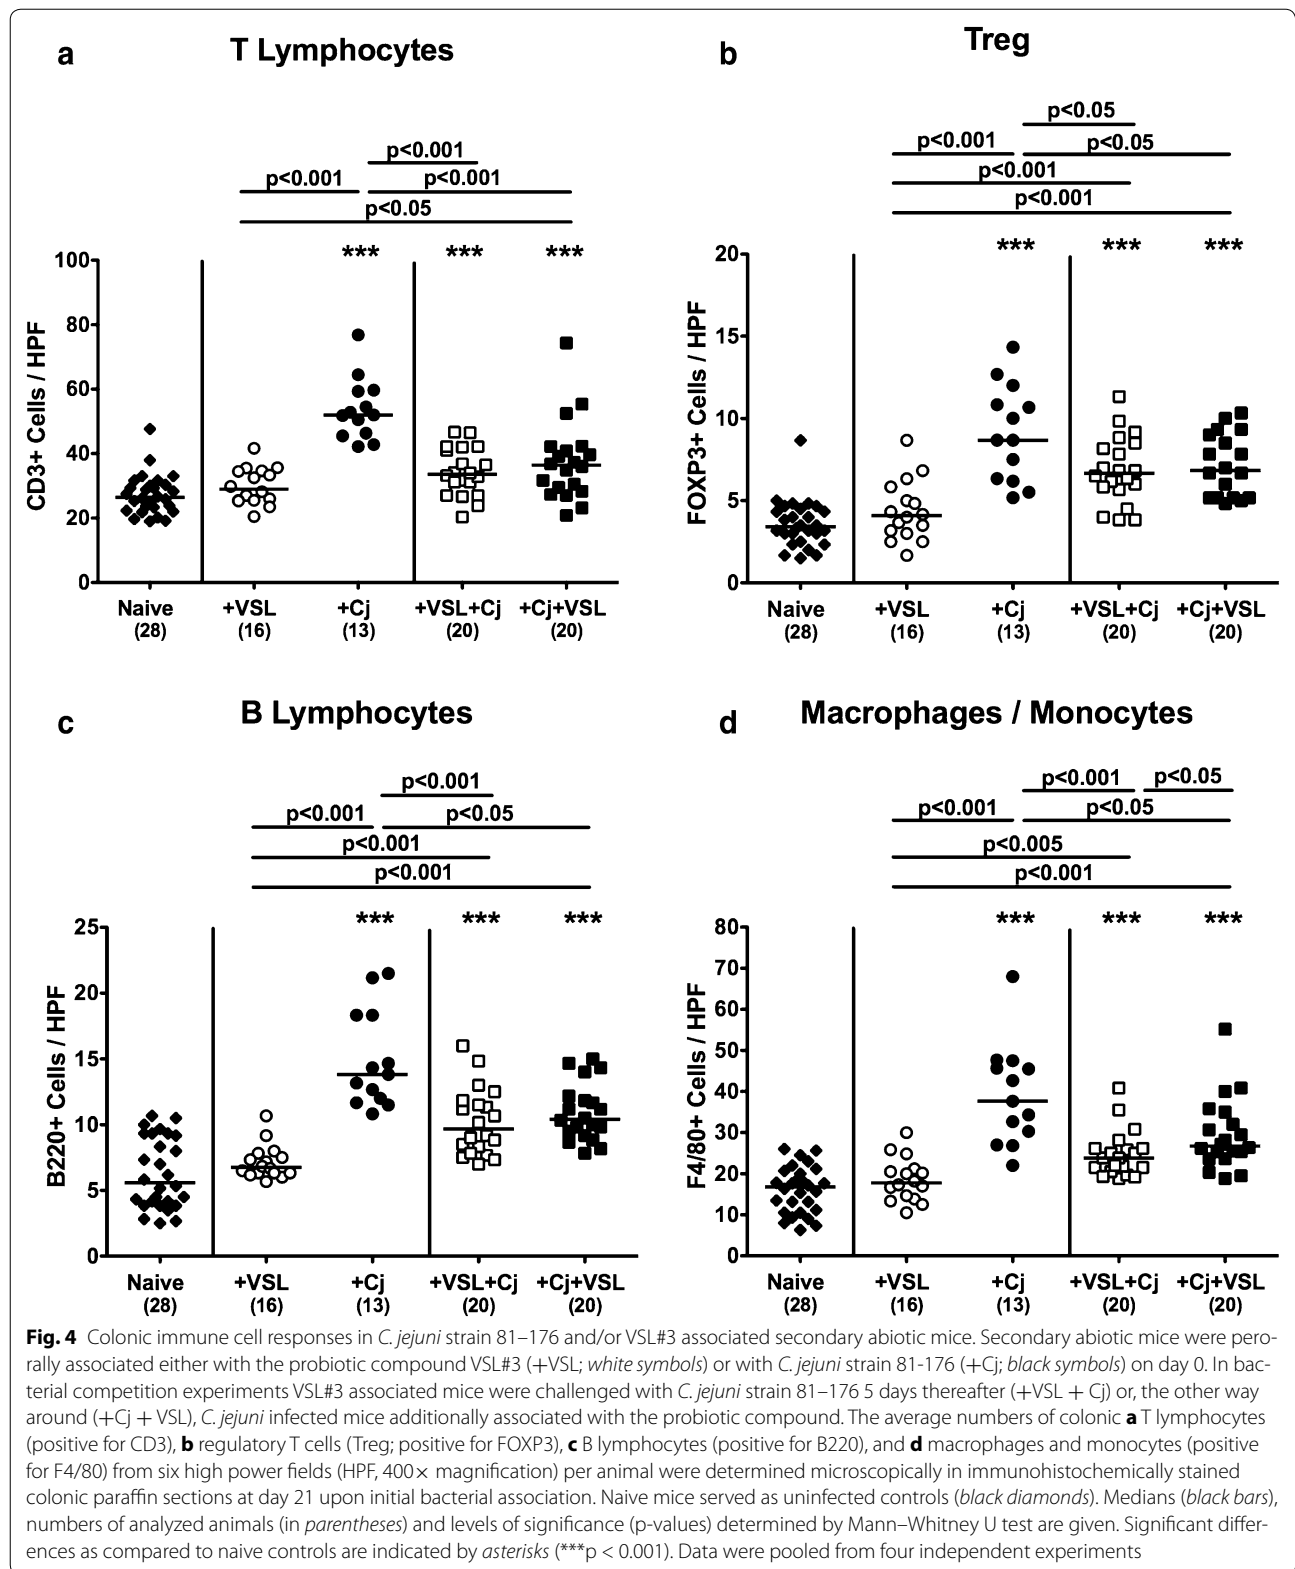 a
T Lymphocytes
p<0.001
p<0.001
p<0.001
p<0.05
***
***
***
CD3+ Cells / HPF
100
80
60
40
20
0
Naive
+VSL
+Cj
+VSL+Cj
+Cj+VSL
(28)
(16)
(13)
(20)
(20)
b
Treg
p<0.05
p<0.001
p<0.05
p<0.001
p<0.001
***
***
***
FOXP3+ Cells / HPF
20
15
10
5
0
Naive
+VSL
+Cj
+VSL+Cj
+Cj+VSL
(28)
(16)
(13)
(20)
(20)
c
B Lymphocytes
p<0.001
p<0.001
p<0.05
p<0.001
p<0.001
***
***
***
B220+ Cells / HPF
25
20
15
10
5
0
Naive
+VSL
+Cj
+VSL+Cj
+Cj+VSL
(28)
(16)
(13)
(20)
(20)
d
Macrophages / Monocytes
p<0.001
p<0.05
p<0.001
p<0.05
p<0.005
p<0.001
***
***
***
F4/80+ Cells / HPF
80
70
60
50
40
30
20
10
0
Naive
+VSL
+Cj
+VSL+Cj
+Cj+VSL
(28)
(16)
(13)
(20)
(20)
Fig. 4 Colonic immune cell responses in C. jejuni strain 81–176 and/or VSL#3 associated secondary abiotic mice. Secondary abiotic mice were pero-
rally associated either with the probiotic compound VSL#3 (+VSL; white symbols) or with C. jejuni strain 81-176 (+Cj; black symbols) on day 0. In bac-
terial competition experiments VSL#3 associated mice were challenged with C. jejuni strain 81–176 5 days thereafter (+VSL + Cj) or, the other way
around (+Cj + VSL), C. jejuni infected mice additionally associated with the probiotic compound. The average numbers of colonic a T lymphocytes
(positive for CD3), b regulatory T cells (Treg; positive for FOXP3), c B lymphocytes (positive for B220), and d macrophages and monocytes (positive
for F4/80) from six high power fields (HPF, 400× magnification) per animal were determined microscopically in immunohistochemically stained
colonic paraffin sections at day 21 upon initial bacterial association. Naive mice served as uninfected controls (black diamonds). Medians (black bars),
numbers of analyzed animals (in parentheses) and levels of significance (p-values) determined by Mann–Whitney U test are given. Significant differ-
ences as compared to naive controls are indicated by asterisks (***p < 0.001). Data were pooled from four independent experiments